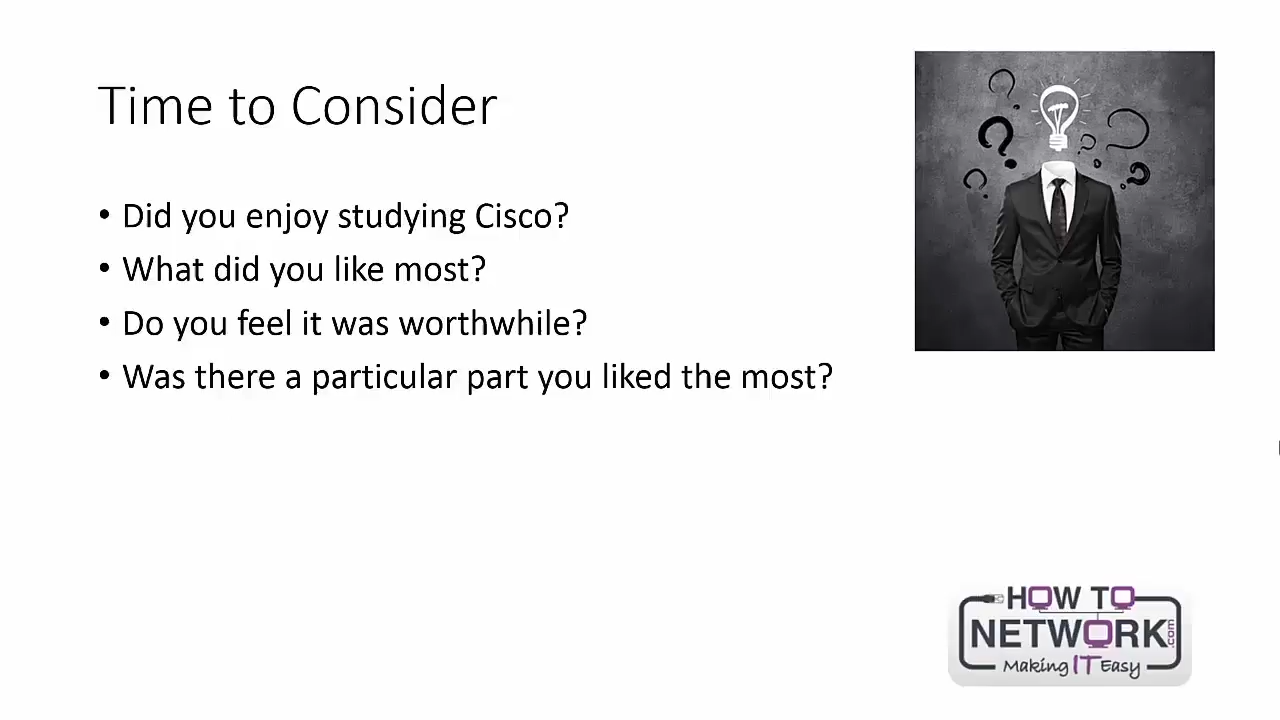 Time to Consider
• Did you enjoy studying Cisco?
• What did you like most?
• Do you feel it was worthwhile?
• Was there a particular part you liked the most?
HOW TO
NETWORK.com
Making IT Easy